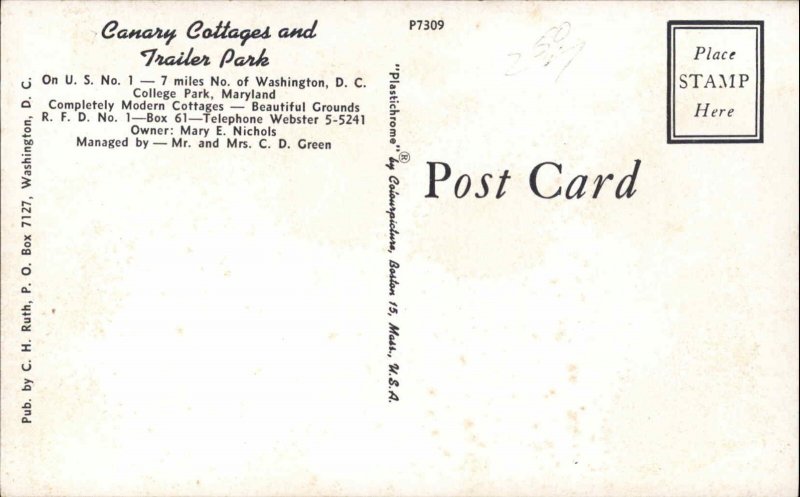 Canary Cottages and
Trailer Park
On U. S. No. 1 — 7 miles No. of Washington, D. C.
College Park, Maryland
Completely Modern Cottages — Beautiful Grounds
R. F. D. No. 1—Box 61—Telephone Webster 5-5241
Owner: Mary E. Nichols
Managed by — Mr. and Mrs. C. D. Green
Pub. by C. H. Ruth, P. O. Box 7127, Washington, D. C.
"Plastichrome"® by Colourpicture, Boston 15, Mass., U.S.A.
P7309
Place
STAMP
Here
Post Card